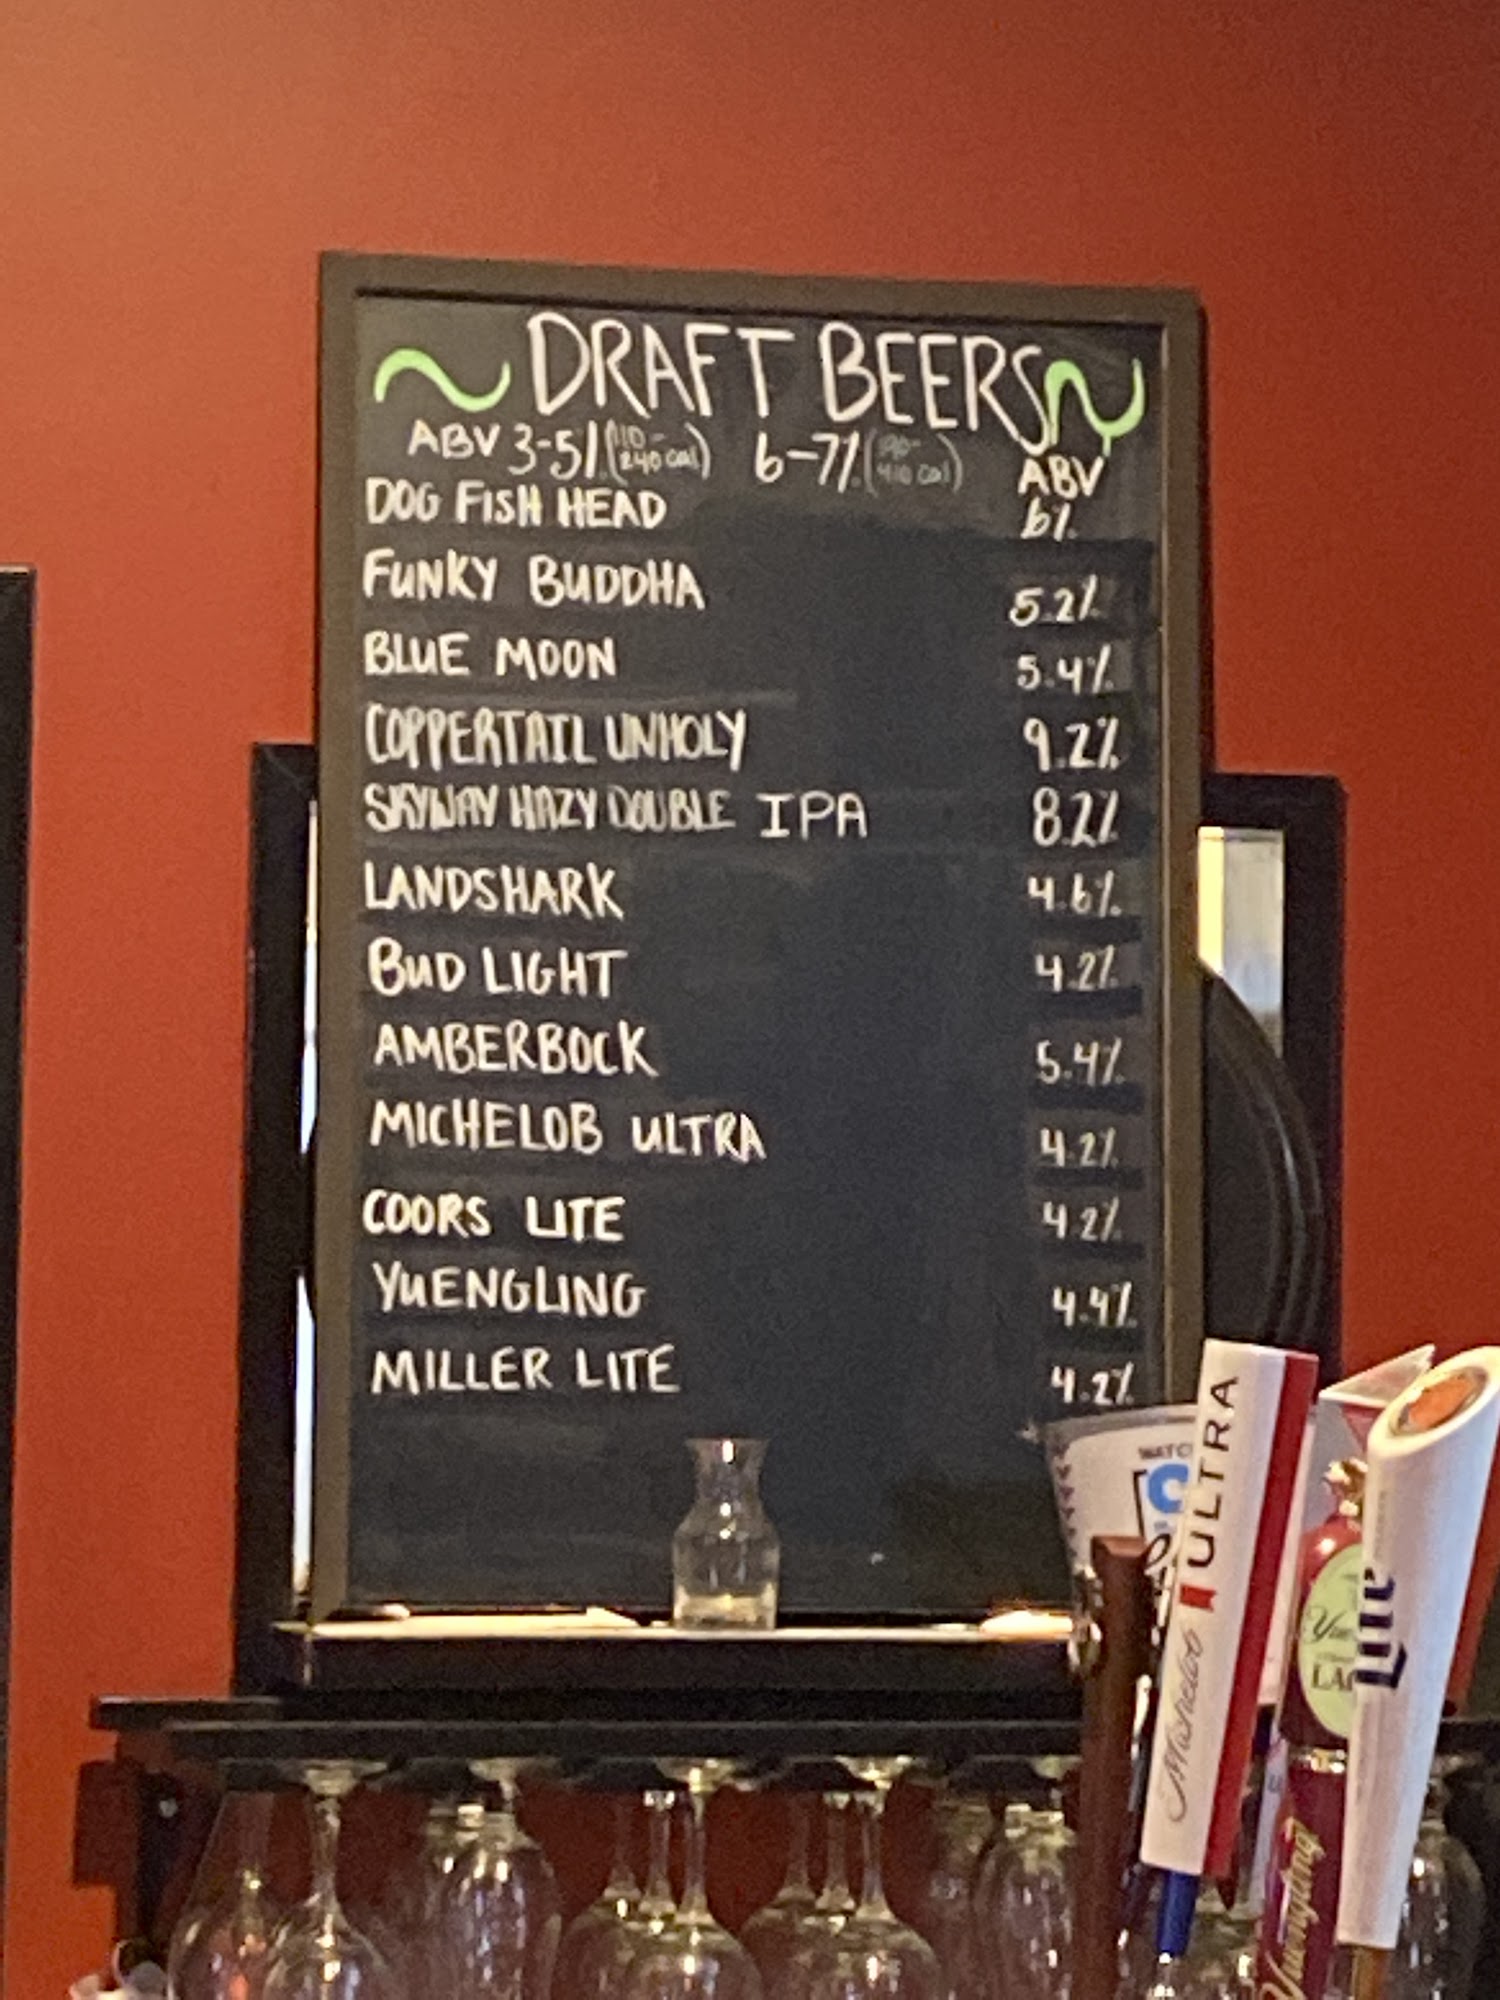 ~ DRAFT BEERS ~
ABV 3-5% (110-240 cal) 6-7% (190-410 cal) ABV
DOG FISH HEAD 6%
FUNKY BUDDHA 5.2%
BLUE MOON 5.4%
COPPERTAIL UNHOLY 9.2%
SKYWAY HAZY DOUBLE IPA 8.2%
LANDSHARK 4.6%
BUD LIGHT 4.2%
AMBERBOCK 5.4%
MICHELOB ULTRA 4.2%
COORS LITE 4.2%
YUENGLING 4.4%
MILLER LITE 4.2%
Michelob ULTRA
Yuengling
Lite